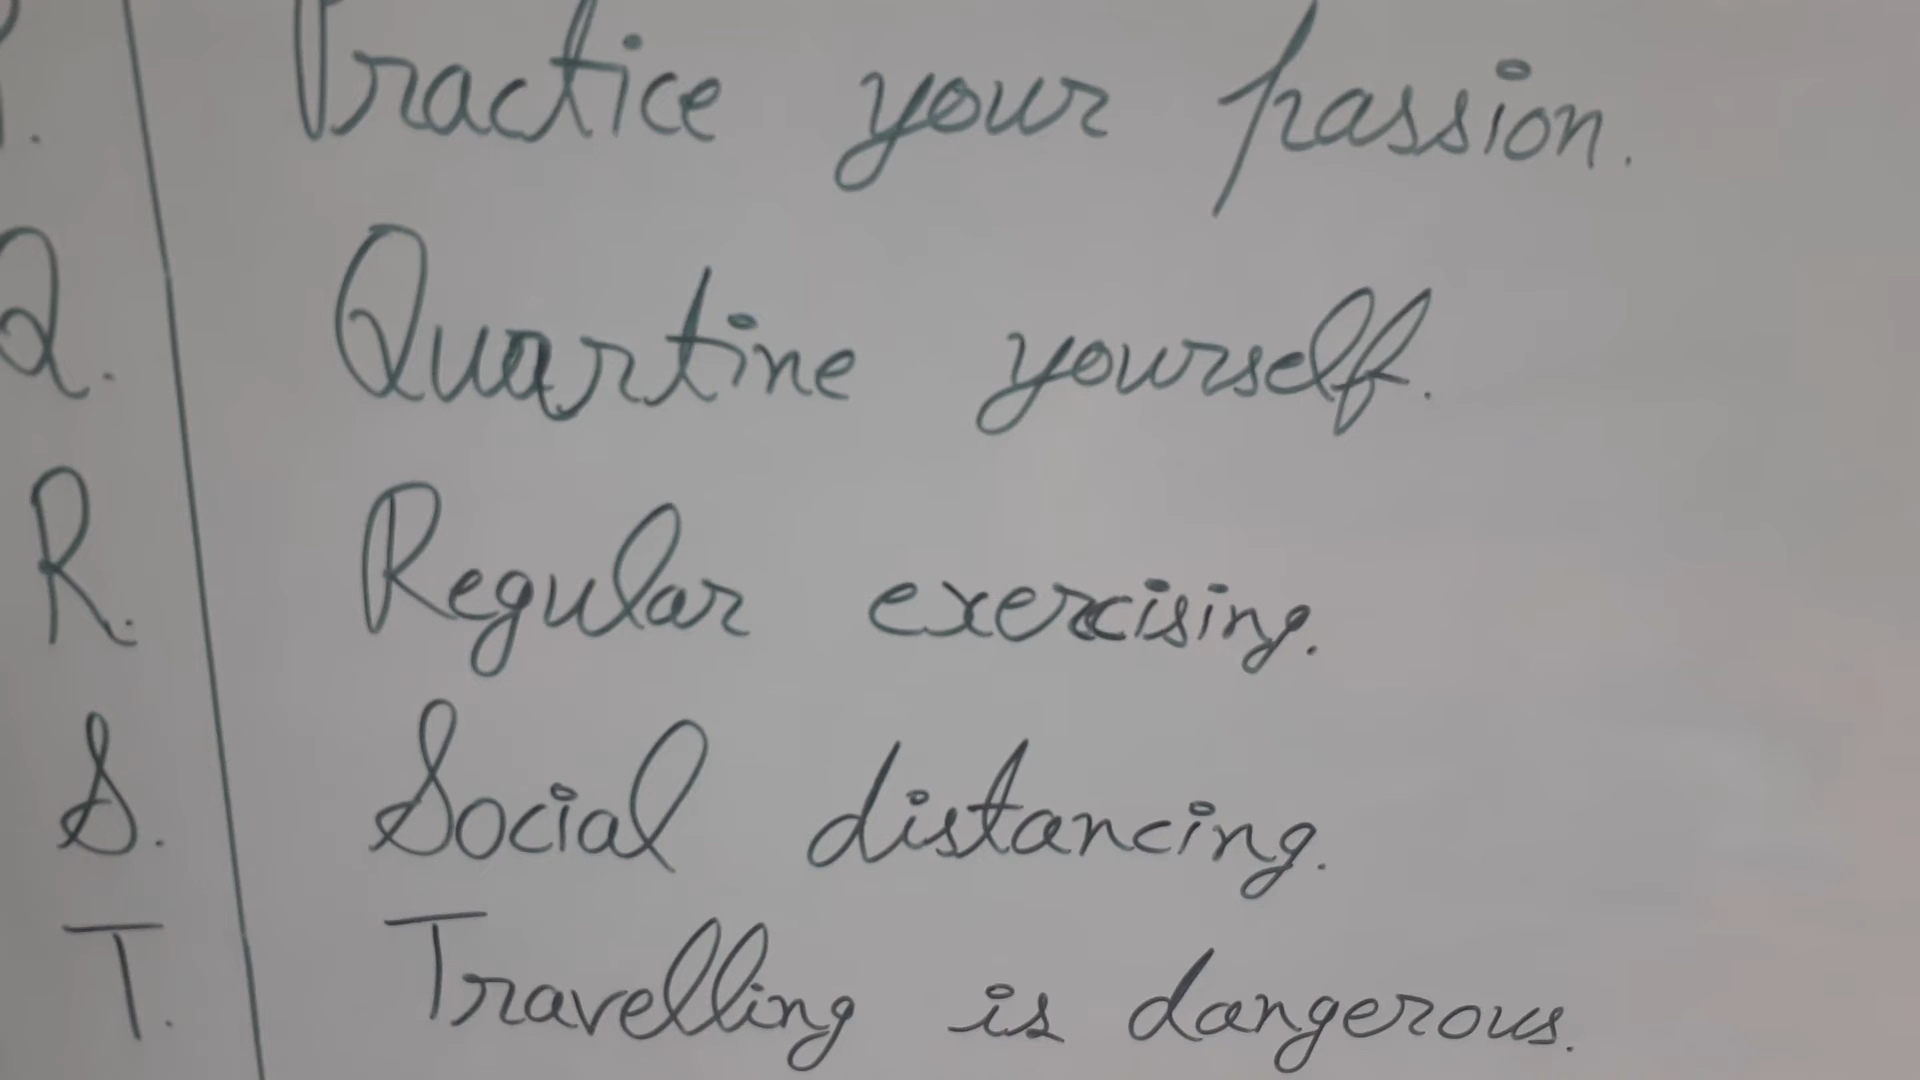 P. Practice your passion.
Q. Quartine yourself.
R. Regular exercising.
S. Social distancing.
T. Travelling is dangerous.